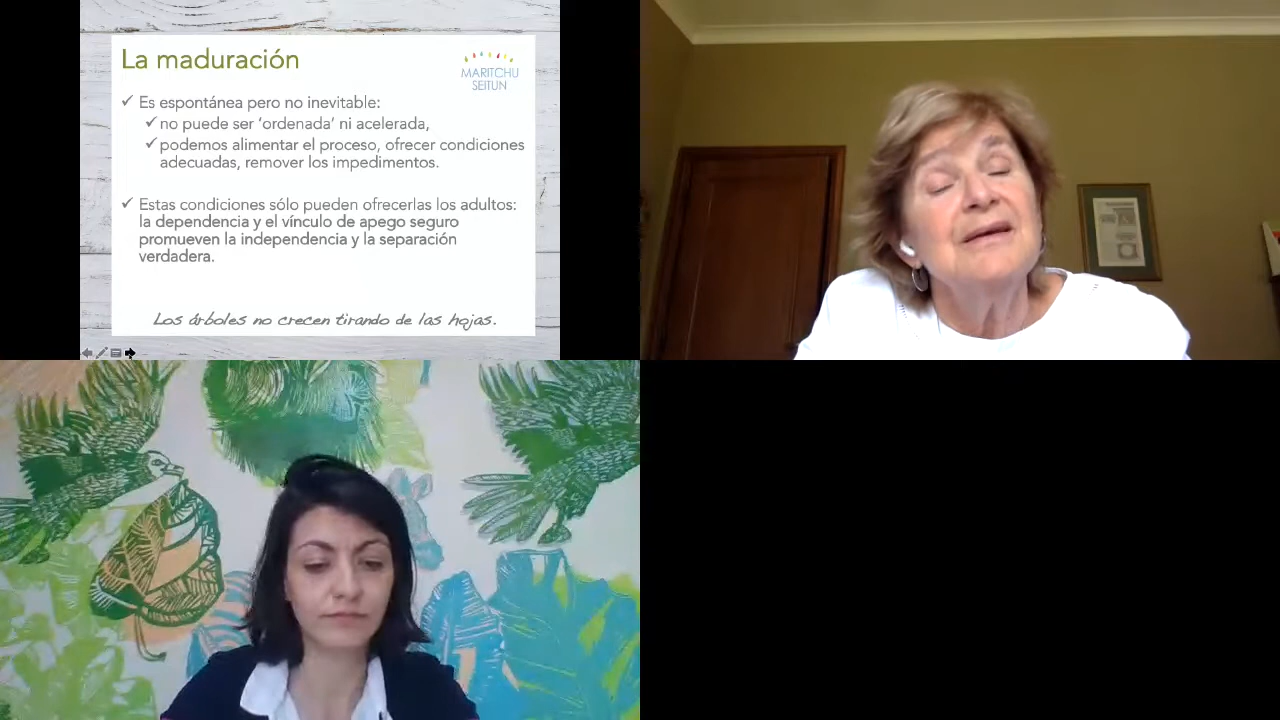 La maduración
MARITCHU
SEITUN
✓ Es espontánea pero no inevitable:
✓ no puede ser ‘ordenada’ ni acelerada,
✓ podemos alimentar el proceso, ofrecer condiciones
adecuadas, remover los impedimentos.
✓ Estas condiciones sólo pueden ofrecerlas los adultos:
la dependencia y el vínculo de apego seguro
promueven la independencia y la separación
verdadera.
Los árboles no crecen tirando de las hojas.